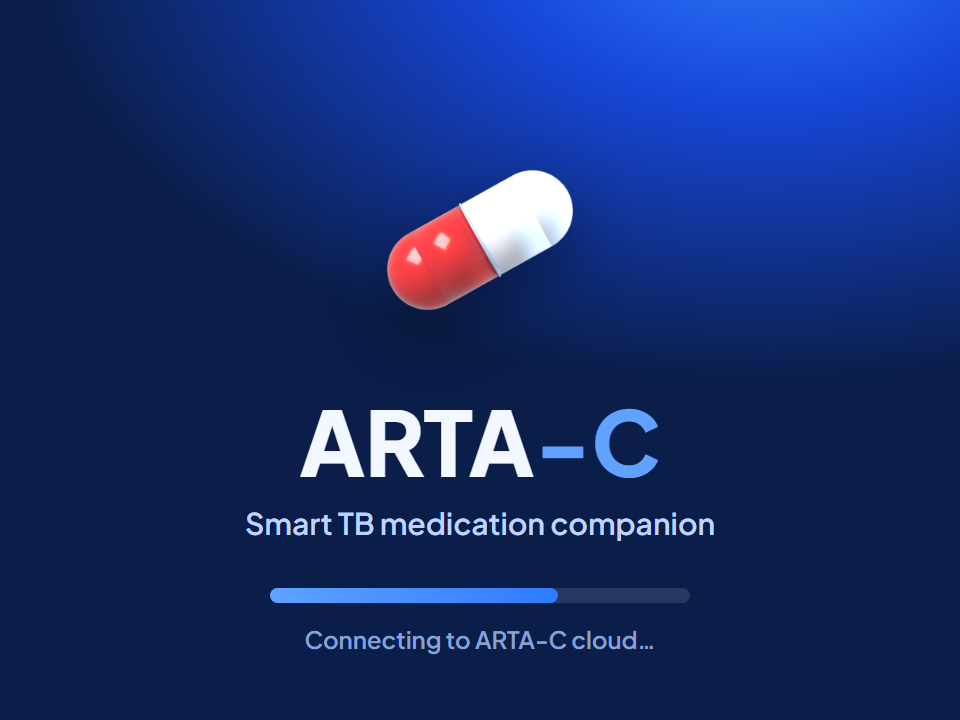 ARTA-C
Smart TB medication companion
Connecting to ARTA-C cloud...